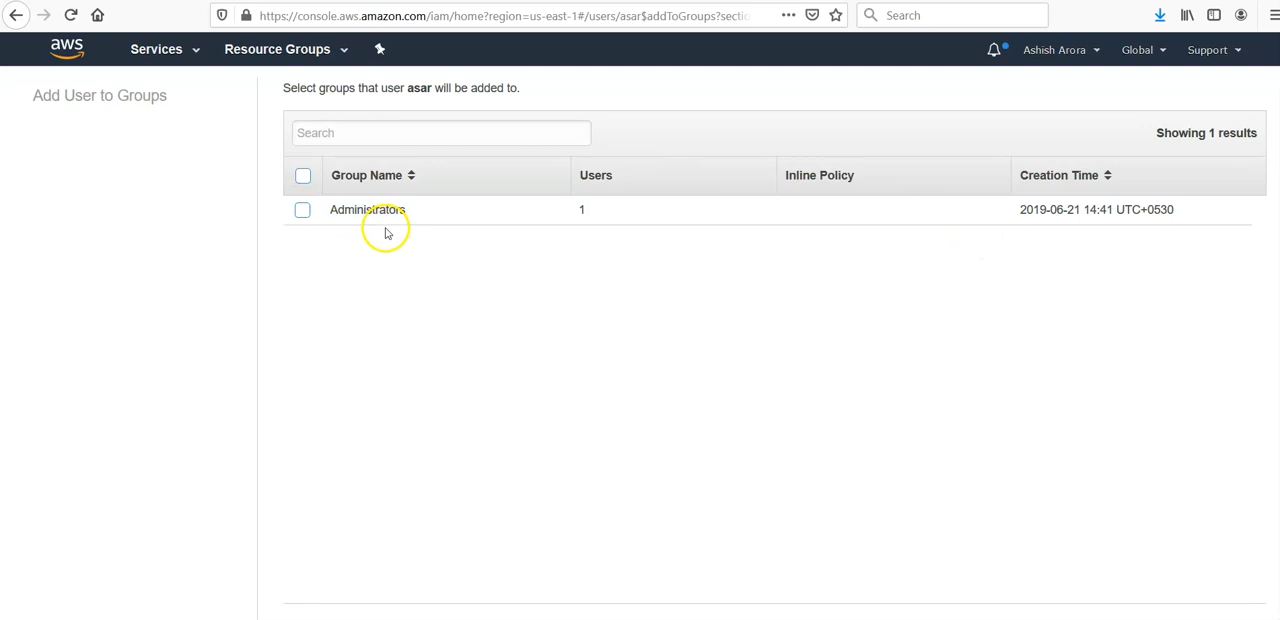 https://console.aws.amazon.com/iam/home?region=us-east-1#/users/asar$addToGroups?sectio
Search
aws
Services
Resource Groups
Ashish Arora
Global
Support
Add User to Groups
Select groups that user asar will be added to.
Search
Showing 1 results
Group Name
Users
Inline Policy
Creation Time
Administrators
1
2019-06-21 14:41 UTC+0530